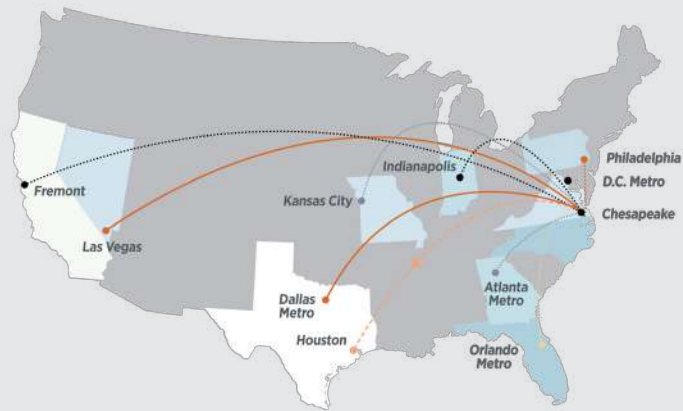 Philadelphia
Indianapolis
D.C. Metro
Fremont
Kansas City
Chesapeake
Las Vegas
Atlanta
Metro
Dallas
Metro
Houston
Orlando
Metro